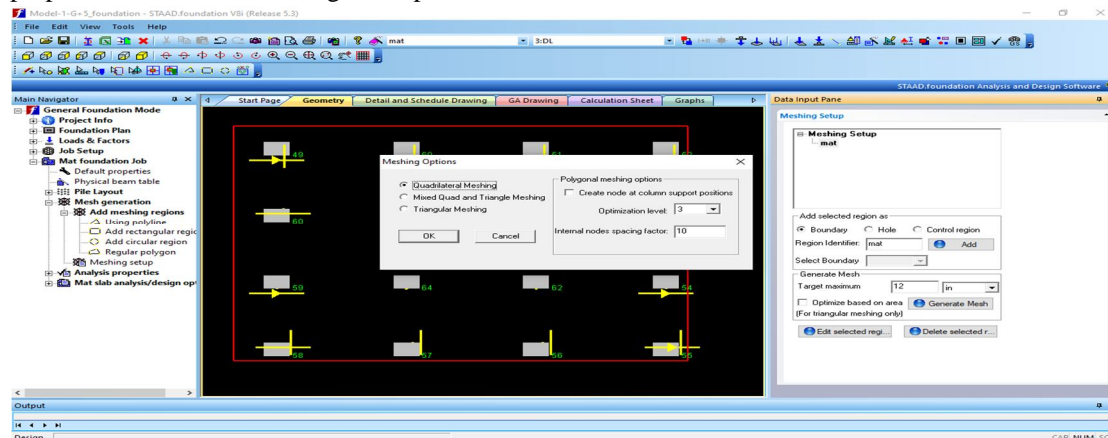 Model-1-G+5_foundation - STAAD.foundation V8i (Release 5.3)
File Edit View Tools Help
mat 3:DL
STAAD.foundation Analysis and Design Software
Main Navigator
General Foundation Mode
Project Info
Foundation Plan
Loads & Factors
Job Setup
Mat foundation Job
Default properties
Physical beam table
Pile Layout
Mesh generation
Add meshing regions
Using polyline
Add rectangular regio
Add circular region
Regular polygon
Meshing setup
Analysis properties
Mat slab analysis/design op
Start Page Geometry Detail and Schedule Drawing GA Drawing Calculation Sheet Graphs
49
60
59
64
62
54
58
57
56
55
Meshing Options
Quadrilateral Meshing
Mixed Quad and Triangle Meshing
Triangular Meshing
OK Cancel
Polygonal meshing options
Create node at column support positions
Optimization level: 3
Internal nodes spacing factor: 10
Data Input Pane
Meshing Setup
Meshing Setup
mat
Add selected region as
Boundary Hole Control region
Region Identifier: mat Add
Select Boundary
Generate Mesh
Target maximum 12 in
Optimize based on area Generate Mesh
(For triangular meshing only)
Edit selected regi... Delete selected r...
Output
Design
CAP NUM